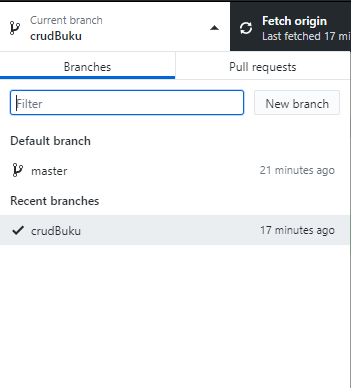 Current branch
crudBuku
Fetch origin
Last fetched 17 mi
Branches
Pull requests
Filter
New branch
Default branch
master
21 minutes ago
Recent branches
crudBuku
17 minutes ago